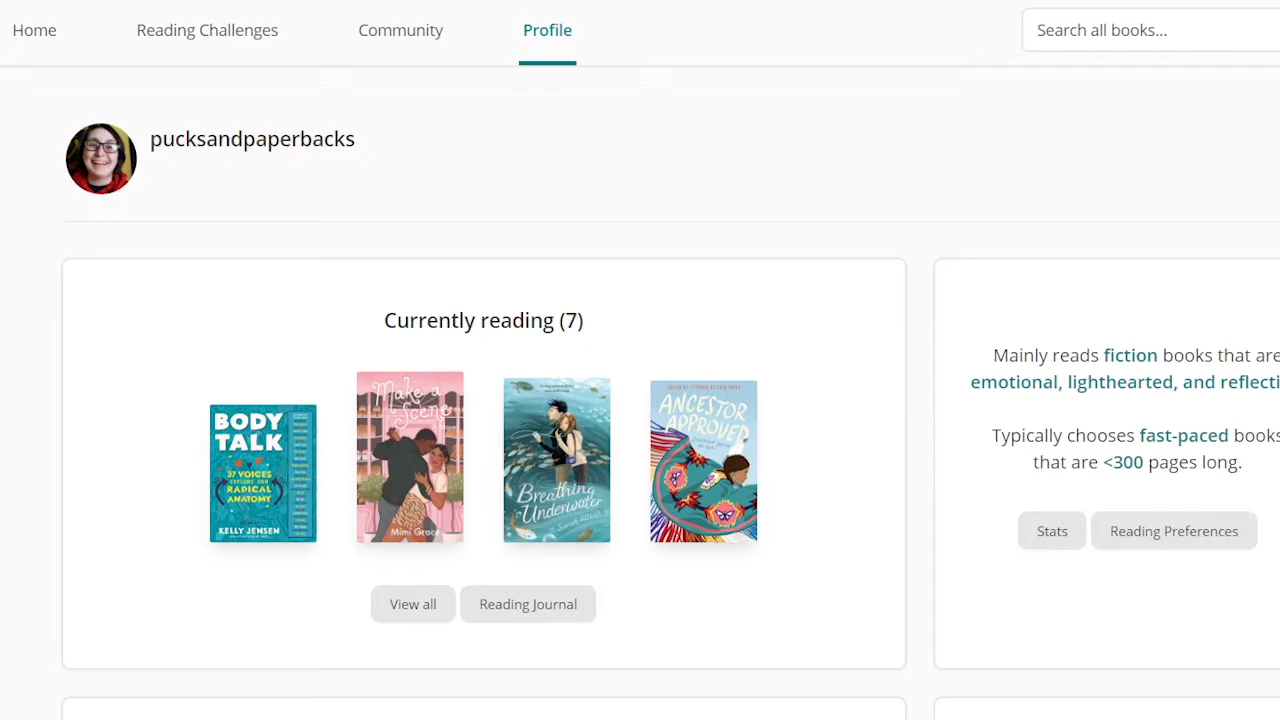 Home
Reading Challenges
Community
Profile
Search all books...
pucksandpaperbacks
Currently reading (7)
BODY
TALK
37 VOICES
EXPLORE OUR
RADICAL
ANATOMY
KELLY JENSEN
Make a
Scene
Mimi Grace
Breathing
Underwater
ANCESTOR
APPROVED
View all
Reading Journal
Mainly reads fiction books that are
emotional, lighthearted, and reflecti
Typically chooses fast-paced books
that are <300 pages long.
Stats
Reading Preferences